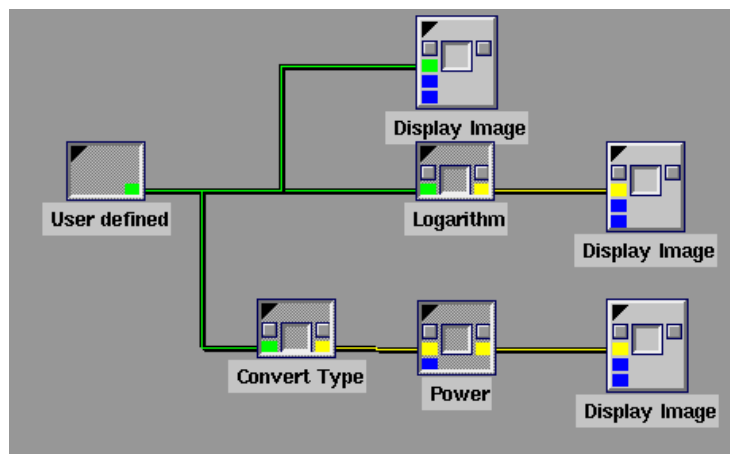 Display Image
User defined
Logarithm
Display Image
Convert Type
Power
Display Image